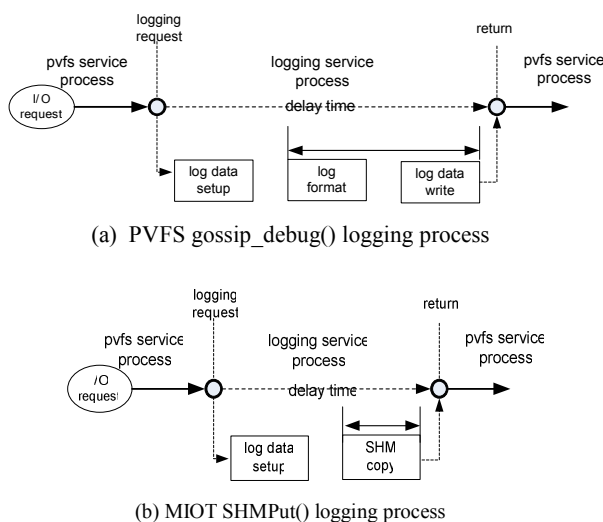 logging
request
return
pvfs service
process
logging service
process
pvfs service
process
I/O
request
delay time
log data
setup
log
format
log data
write
(a) PVFS gossip_debug() logging process
logging
request
return
pvfs service
process
logging service
process
pvfs service
process
/O
request
delay time
log data
setup
SHM
copy
(b) MIOT SHMPut() logging process